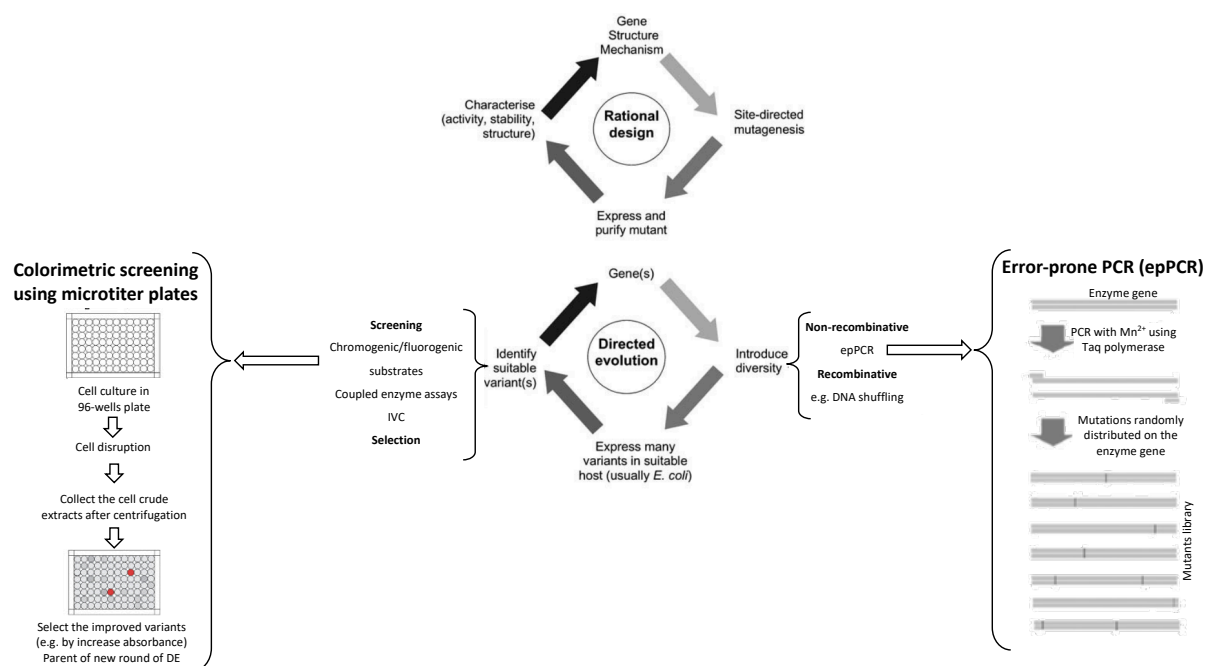 Gene
Structure
Mechanism
Characterise
(activity, stability,
structure)
Rational
design
Site-directed
mutagenesis
Express and
purify mutant
Colorimetric screening
using microtiter plates
Cell culture in
96-wells plate
Cell disruption
Collect the cell crude
extracts after centrifugation
Select the improved variants
(e.g. by increase absorbance)
Parent of new round of DE
Screening
Chromogenic/fluorogenic
substrates
Coupled enzyme assays
IVC
Selection
Identify
suitable
variant(s)
Gene(s)
Directed
evolution
Introduce
diversity
Express many
variants in suitable
host (usually E. coli)
Non-recombinative
epPCR
Recombinative
e.g. DNA shuffling
Error-prone PCR (epPCR)
Enzyme gene
PCR with Mn²⁺ using
Taq polymerase
Mutations randomly
distributed on the
enzyme gene
Mutants library